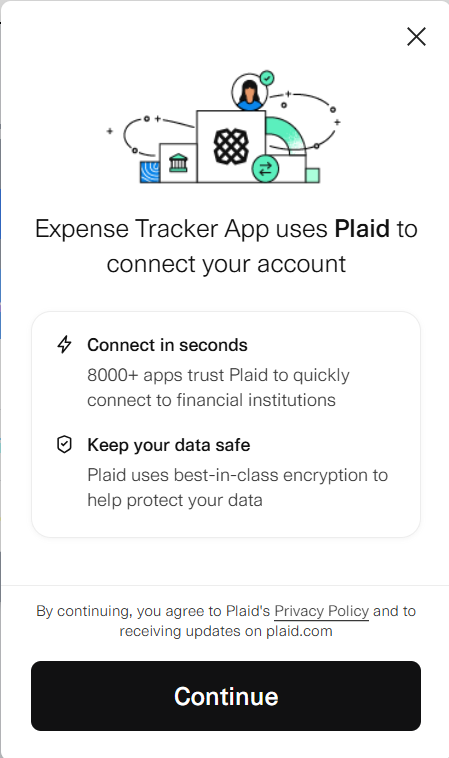 Expense Tracker App uses Plaid to
connect your account
Connect in seconds
8000+ apps trust Plaid to quickly
connect to financial institutions
Keep your data safe
Plaid uses best-in-class encryption to
help protect your data
By continuing, you agree to Plaid's Privacy Policy and to
receiving updates on plaid.com
Continue